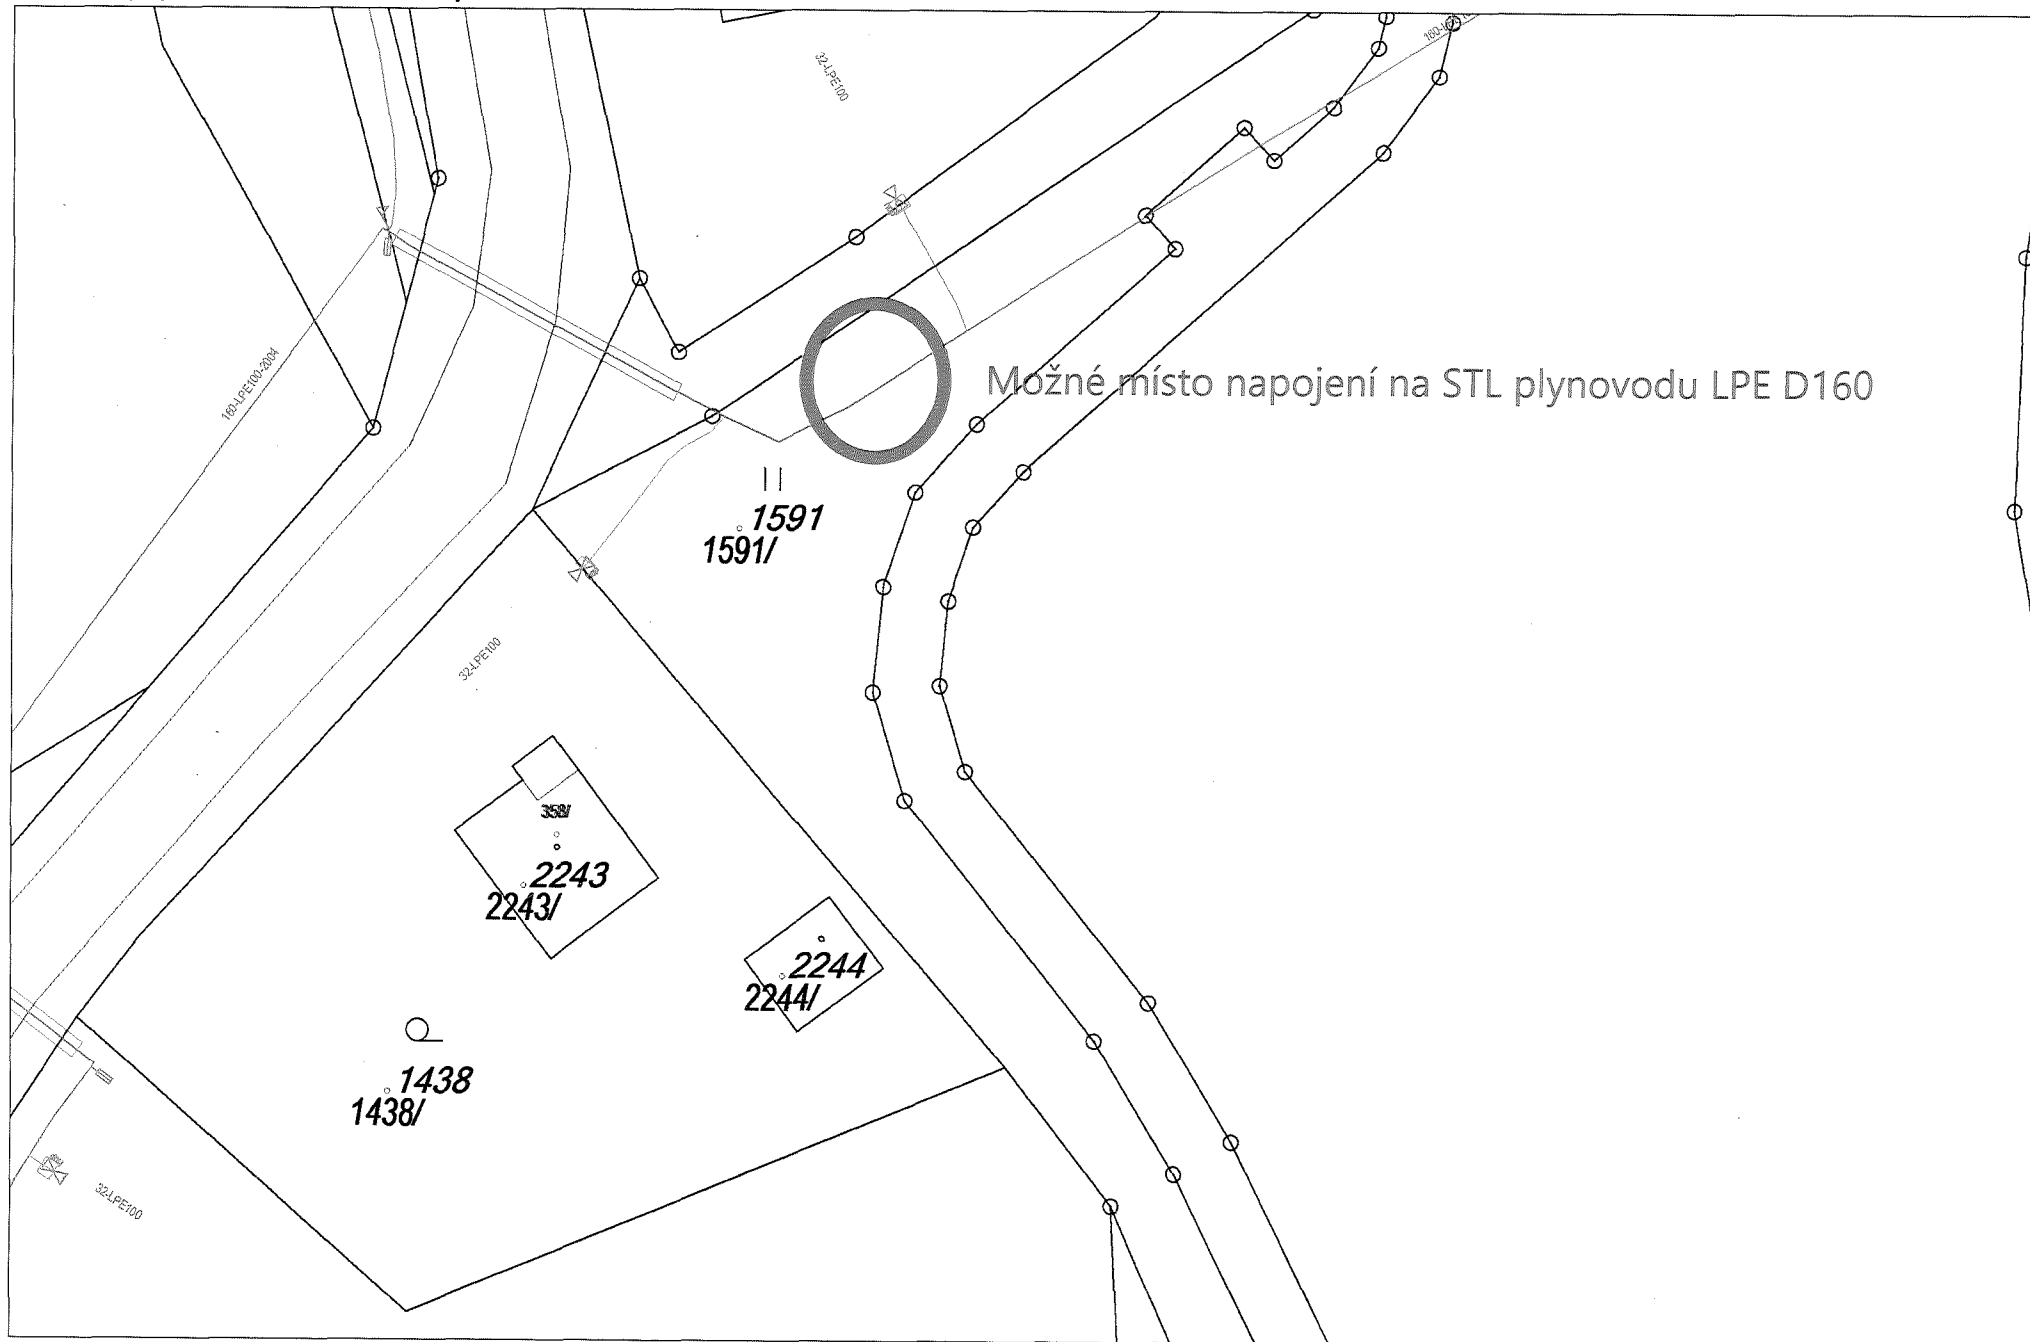 32-LPE100
160-LPE100-2004
Možné místo napojení na STL plynovodu LPE D160
1591
1591/
32-LPE100
358/
2243
2243/
2244
2244/
1438
1438/
32-LPE100